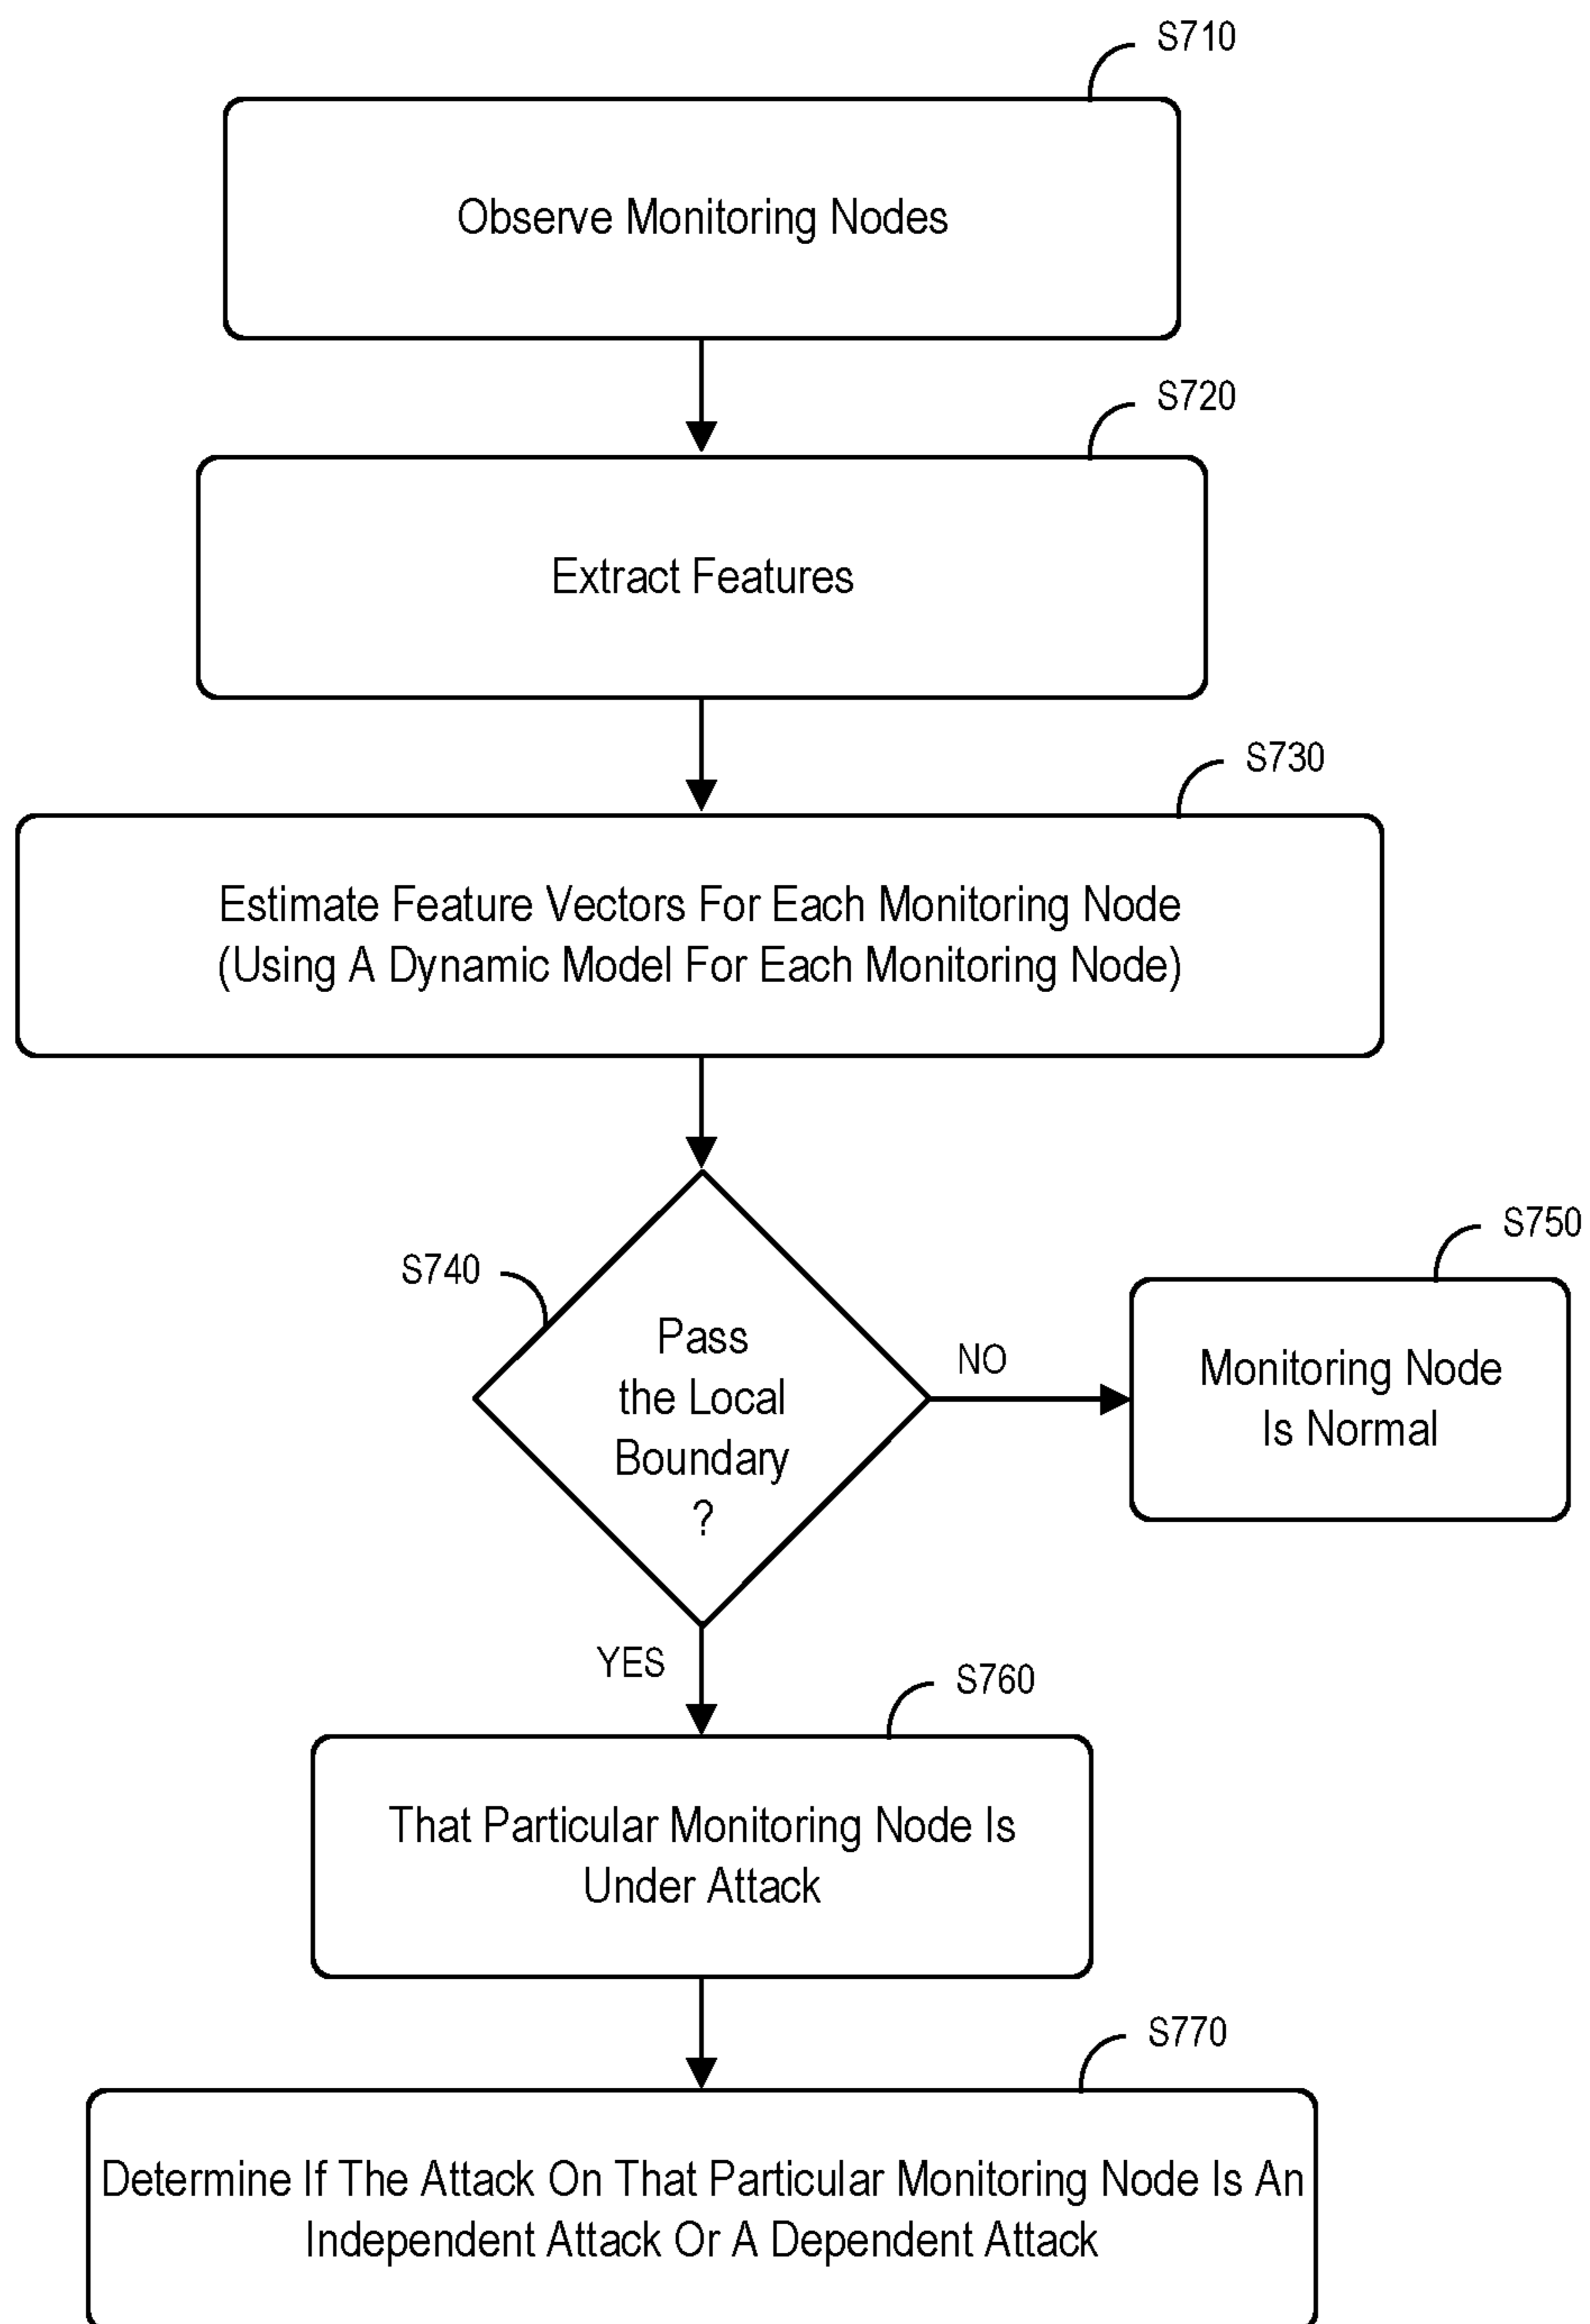 S710
Observe Monitoring Nodes
S720
Extract Features
S730
Estimate Feature Vectors For Each Monitoring Node
(Using A Dynamic Model For Each Monitoring Node)
S740
Pass
the Local
Boundary
?
NO
S750
Monitoring Node
Is Normal
YES
S760
That Particular Monitoring Node Is
Under Attack
S770
Determine If The Attack On That Particular Monitoring Node Is An
Independent Attack Or A Dependent Attack